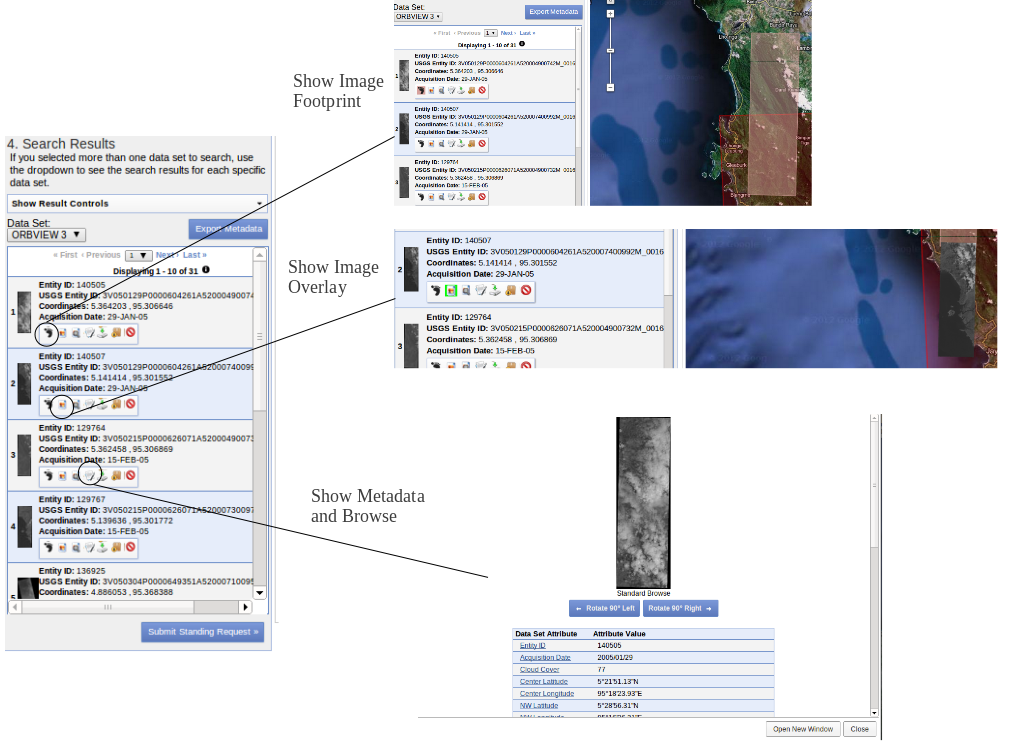 4. Search Results
If you selected more than one data set to search, use
the dropdown to see the search results for each specific
data set.
Show Result Controls
Data Set:
ORBVIEW 3
Export Metadata
« First ‹ Previous 1 Next › Last »
Displaying 1 - 10 of 31
1
Entity ID: 140505
USGS Entity ID: 3V050129P0000604261A5200049007
Coordinates: 5.364203 , 95.306646
Acquisition Date: 29-JAN-05
2
Entity ID: 140507
USGS Entity ID: 3V050129P0000604261A5200074009
Coordinates: 5.141414 , 95.301552
Acquisition Date: 29-JAN-05
3
Entity ID: 129764
USGS Entity ID: 3V050215P0000626071A5200049007
Coordinates: 5.362458 , 95.306869
Acquisition Date: 15-FEB-05
4
Entity ID: 129767
USGS Entity ID: 3V050215P0000626071A5200073009
Coordinates: 5.139636 , 95.301772
Acquisition Date: 15-FEB-05
5
Entity ID: 136925
USGS Entity ID: 3V050304P0000649351A5200071009
Coordinates: 4.886053 , 95.368388
Submit Standing Request »
Show Image
Footprint
Data Set:
ORBVIEW 3
Export Metadata
« First ‹ Previous 1 Next › Last »
Displaying 1 - 10 of 31
1
Entity ID: 140505
USGS Entity ID: 3V050129P0000604261A520004900742M_0016
Coordinates: 5.364203 , 95.306646
Acquisition Date: 29-JAN-05
2
Entity ID: 140507
USGS Entity ID: 3V050129P0000604261A520007400992M_0016
Coordinates: 5.141414 , 95.301552
Acquisition Date: 29-JAN-05
3
Entity ID: 129764
USGS Entity ID: 3V050215P0000626071A520004900732M_0016
Coordinates: 5.362458 , 95.306869
Acquisition Date: 15-FEB-05
Lhoknga
Show Image
Overlay
2
Entity ID: 140507
USGS Entity ID: 3V050129P0000604261A520007400992M_0016
Coordinates: 5.141414 , 95.301552
Acquisition Date: 29-JAN-05
3
Entity ID: 129764
USGS Entity ID: 3V050215P0000626071A520004900732M_0016
Coordinates: 5.362458 , 95.306869
Acquisition Date: 15-FEB-05
Show Metadata
and Browse
Standard Browse
← Rotate 90° Left
Rotate 90° Right →
Data Set Attribute Attribute Value
Entity ID 140505
Acquisition Date 2005/01/29
Cloud Cover 77
Center Latitude 5°21'51.13"N
Center Longitude 95°18'23.93"E
NW Latitude 5°28'56.31"N
Open New Window
Close